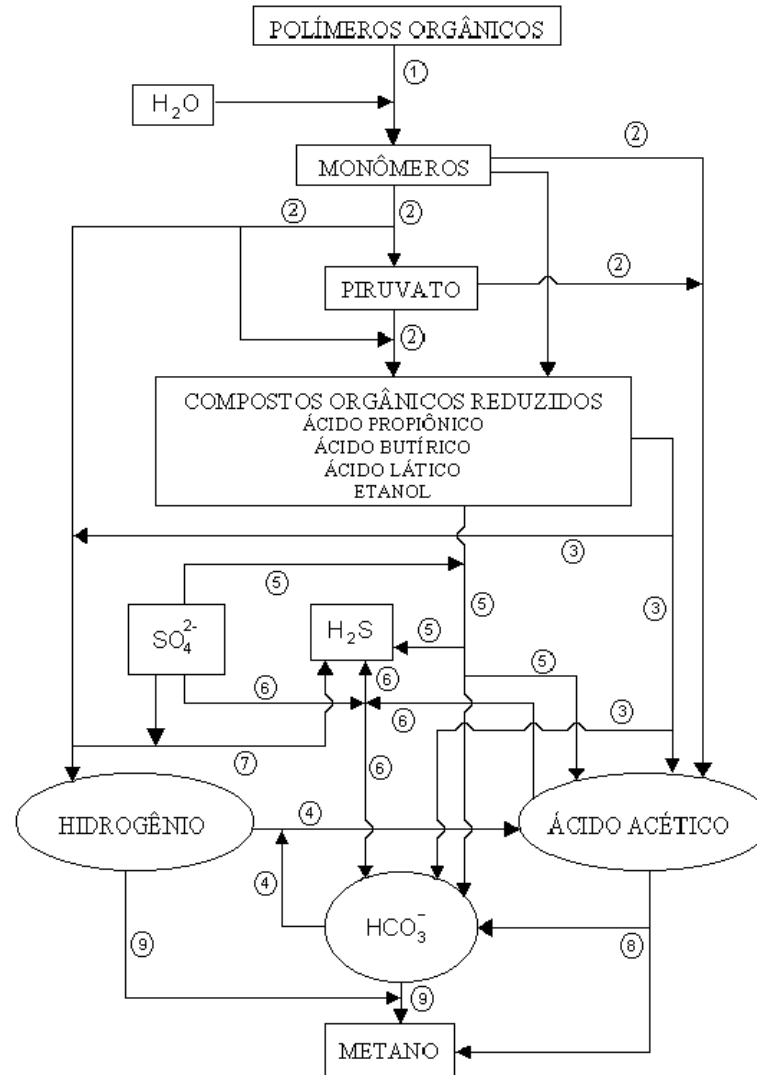 POLÍMEROS ORGÂNICOS
①
H₂O
MONÔMEROS
②
②
②
PIRUVATO
②
②
COMPOSTOS ORGÂNICOS REDUZIDOS
ÁCIDO PROPIÔNICO
ÁCIDO BUTÍRICO
ÁCIDO LÁTICO
ETANOL
③
⑤
③
⑤
SO₄²⁻
H₂S
⑤
⑤
⑥
⑥
⑥
③
⑦
⑥
HIDROGÊNIO
④
ÁCIDO ACÉTICO
④
HCO₃⁻
⑨
⑧
⑨
METANO